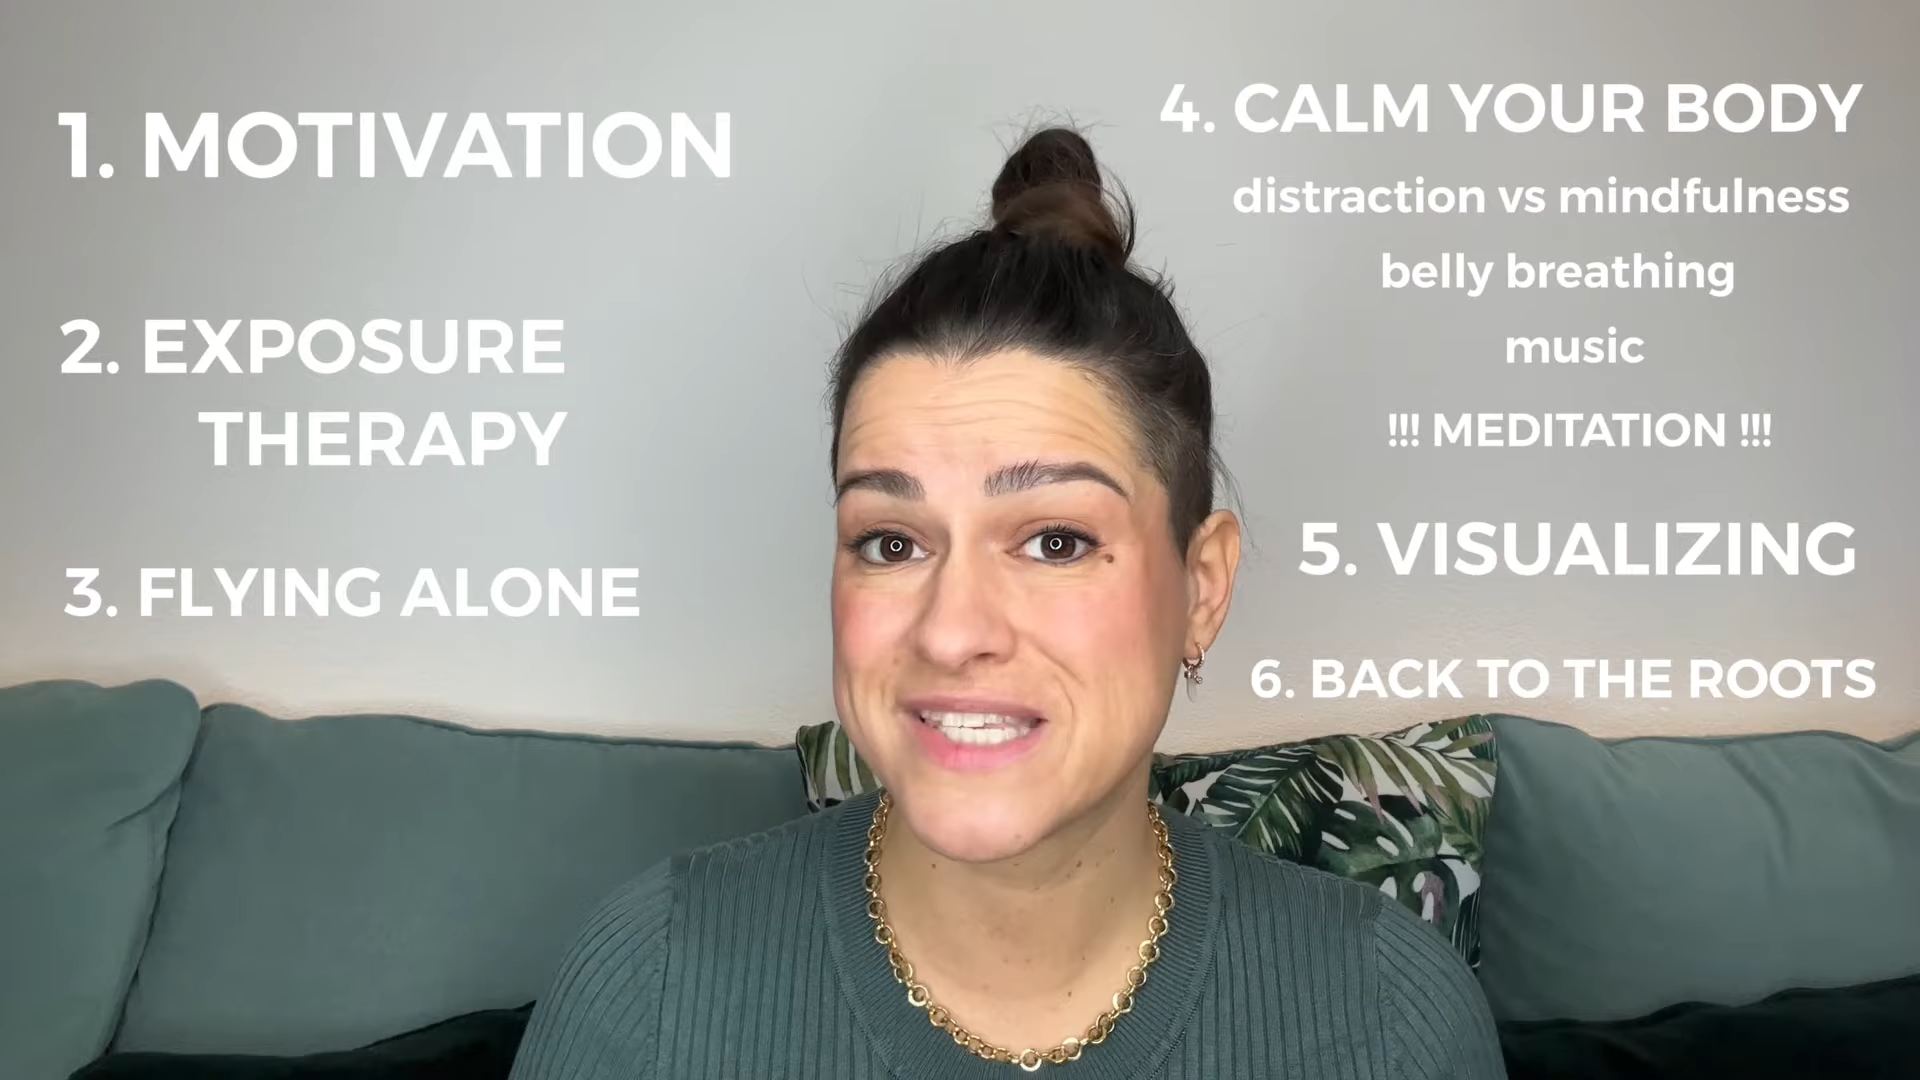 1. MOTIVATION
2. EXPOSURE
THERAPY
3. FLYING ALONE
4. CALM YOUR BODY
distraction vs mindfulness
belly breathing
music
!!! MEDITATION !!!
5. VISUALIZING
6. BACK TO THE ROOTS